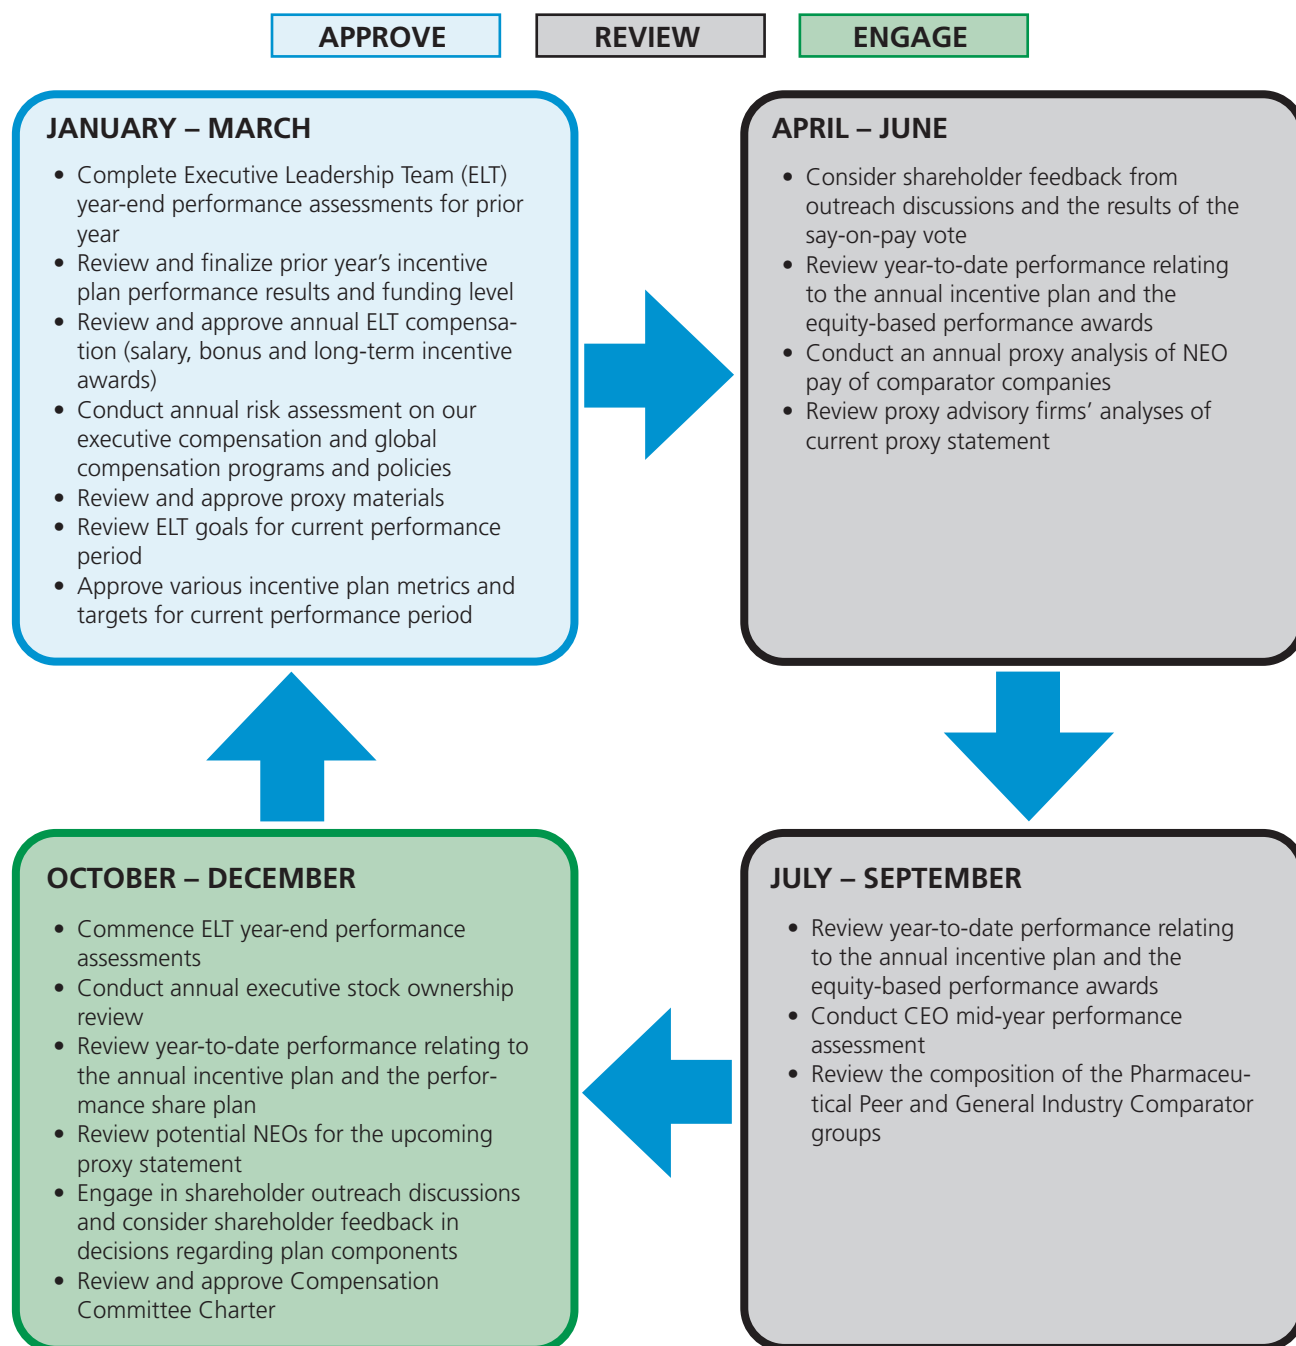 APPROVE
REVIEW
ENGAGE
JANUARY – MARCH
• Complete Executive Leadership Team (ELT)
year-end performance assessments for prior
year
• Review and finalize prior year’s incentive
plan performance results and funding level
• Review and approve annual ELT compensa-
tion (salary, bonus and long-term incentive
awards)
• Conduct annual risk assessment on our
executive compensation and global
compensation programs and policies
• Review and approve proxy materials
• Review ELT goals for current performance
period
• Approve various incentive plan metrics and
targets for current performance period
APRIL – JUNE
• Consider shareholder feedback from
outreach discussions and the results of the
say-on-pay vote
• Review year-to-date performance relating
to the annual incentive plan and the
equity-based performance awards
• Conduct an annual proxy analysis of NEO
pay of comparator companies
• Review proxy advisory firms’ analyses of
current proxy statement
JULY – SEPTEMBER
• Review year-to-date performance relating
to the annual incentive plan and the
equity-based performance awards
• Conduct CEO mid-year performance
assessment
• Review the composition of the Pharmaceu-
tical Peer and General Industry Comparator
groups
OCTOBER – DECEMBER
• Commence ELT year-end performance
assessments
• Conduct annual executive stock ownership
review
• Review year-to-date performance relating to
the annual incentive plan and the perfor-
mance share plan
• Review potential NEOs for the upcoming
proxy statement
• Engage in shareholder outreach discussions
and consider shareholder feedback in
decisions regarding plan components
• Review and approve Compensation
Committee Charter